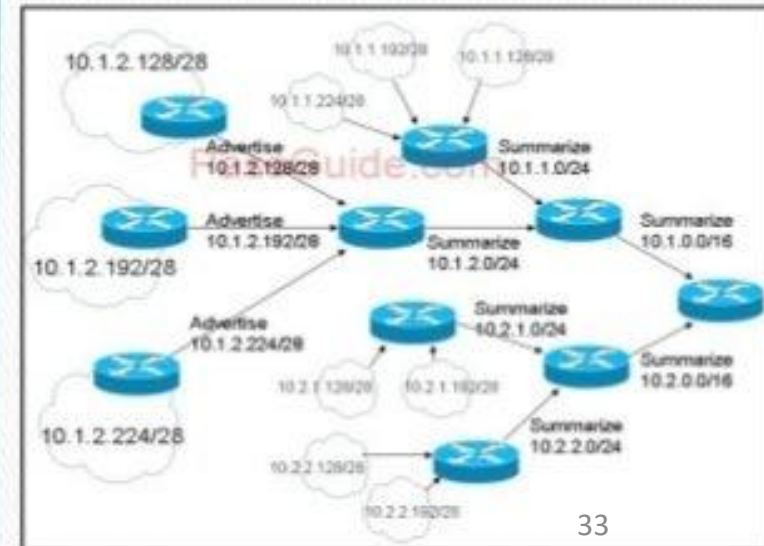 10.1.2.128/28
10.1.1.192/28
10.1.1.128/28
10.1.1.224/28
Advertise
10.1.2.128/28
Summarize
10.1.1.0/24
Advertise
10.1.2.192/28
10.1.2.192/28
Summarize
10.1.2.0/24
Summarize
10.1.0.0/16
Advertise
10.1.2.224/28
Summarize
10.2.1.0/24
10.2.1.128/28
10.2.1.192/28
Summarize
10.2.0.0/16
10.1.2.224/28
Summarize
10.2.2.0/24
10.2.2.128/28
10.2.2.192/28
33